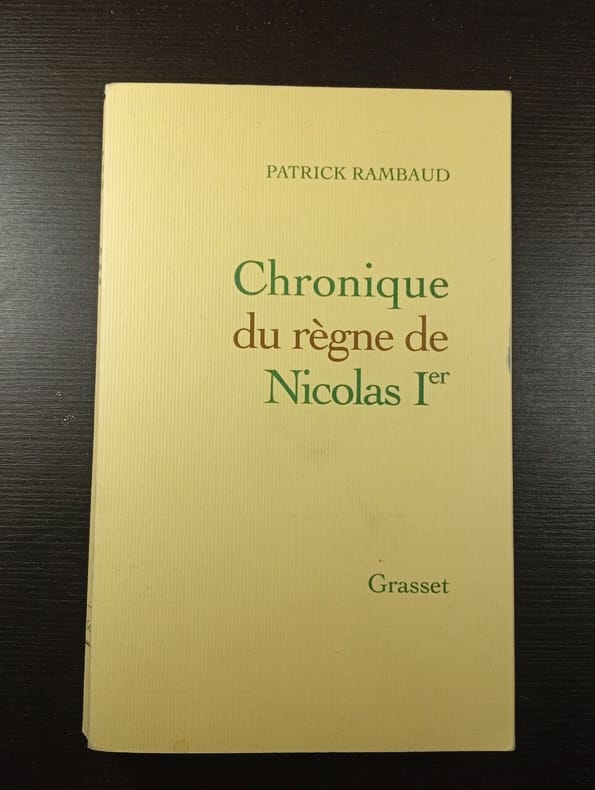 PATRICK RAMBAUD
Chronique
du règne de
Nicolas Iᵉʳ
Grasset